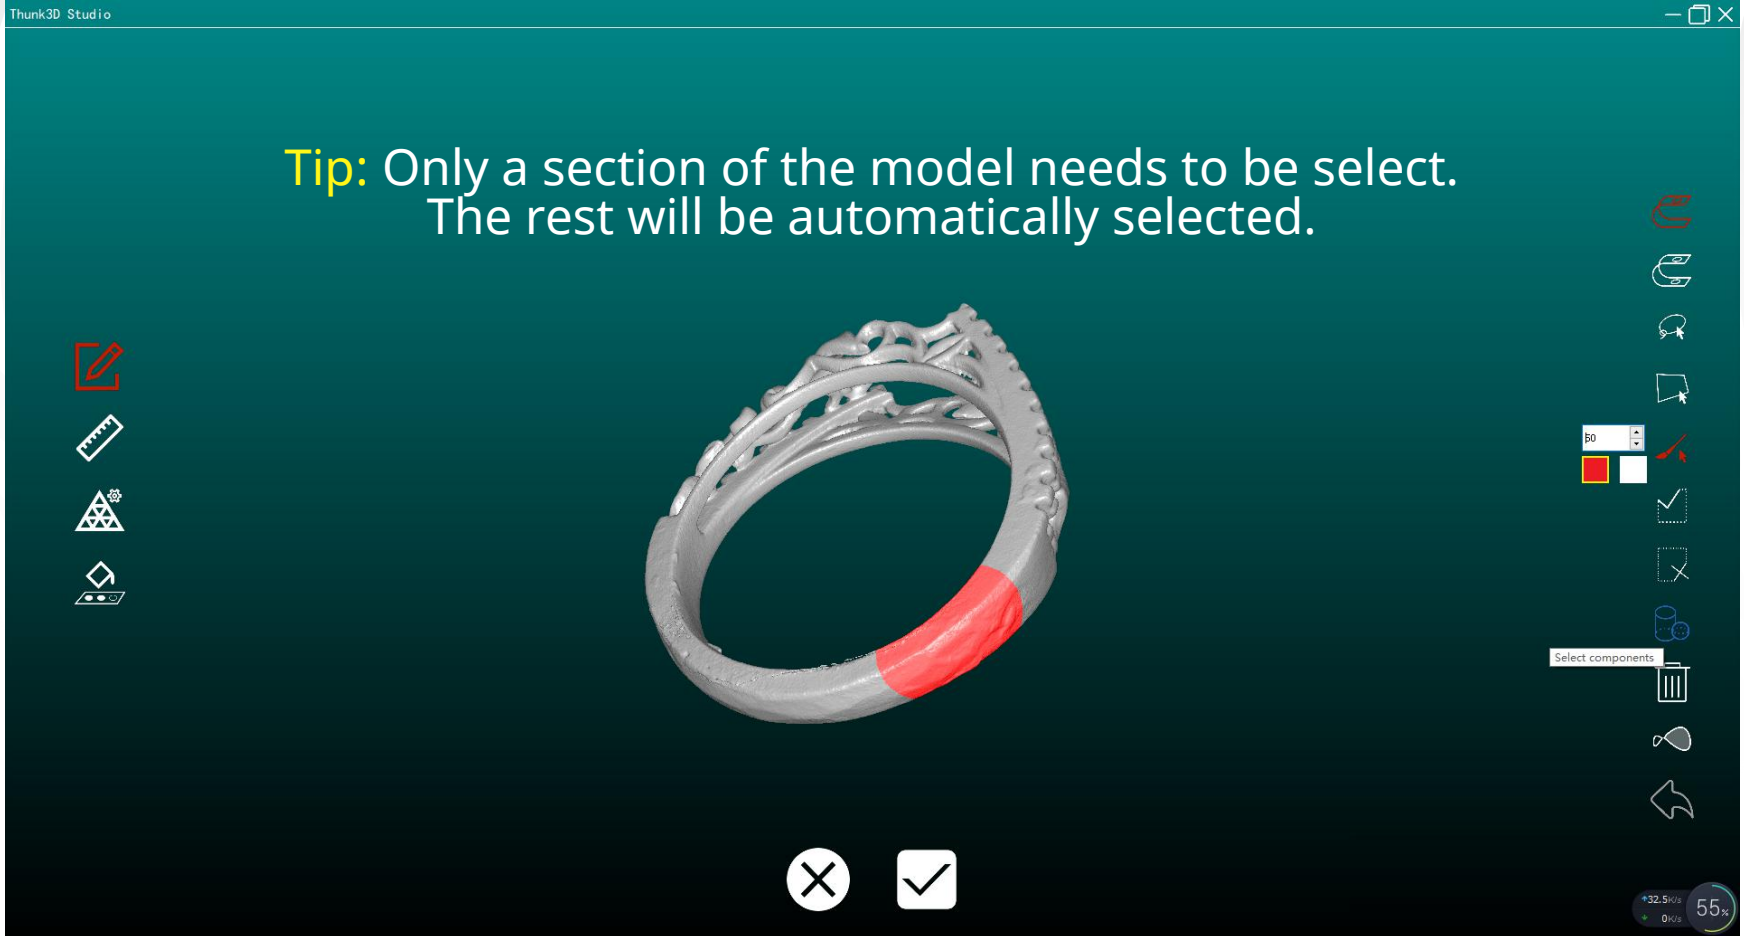 Thunk3D Studio
Tip: Only a section of the model needs to be select.
The rest will be automatically selected.
50
Select components
32.5K/s
0K/s
55%